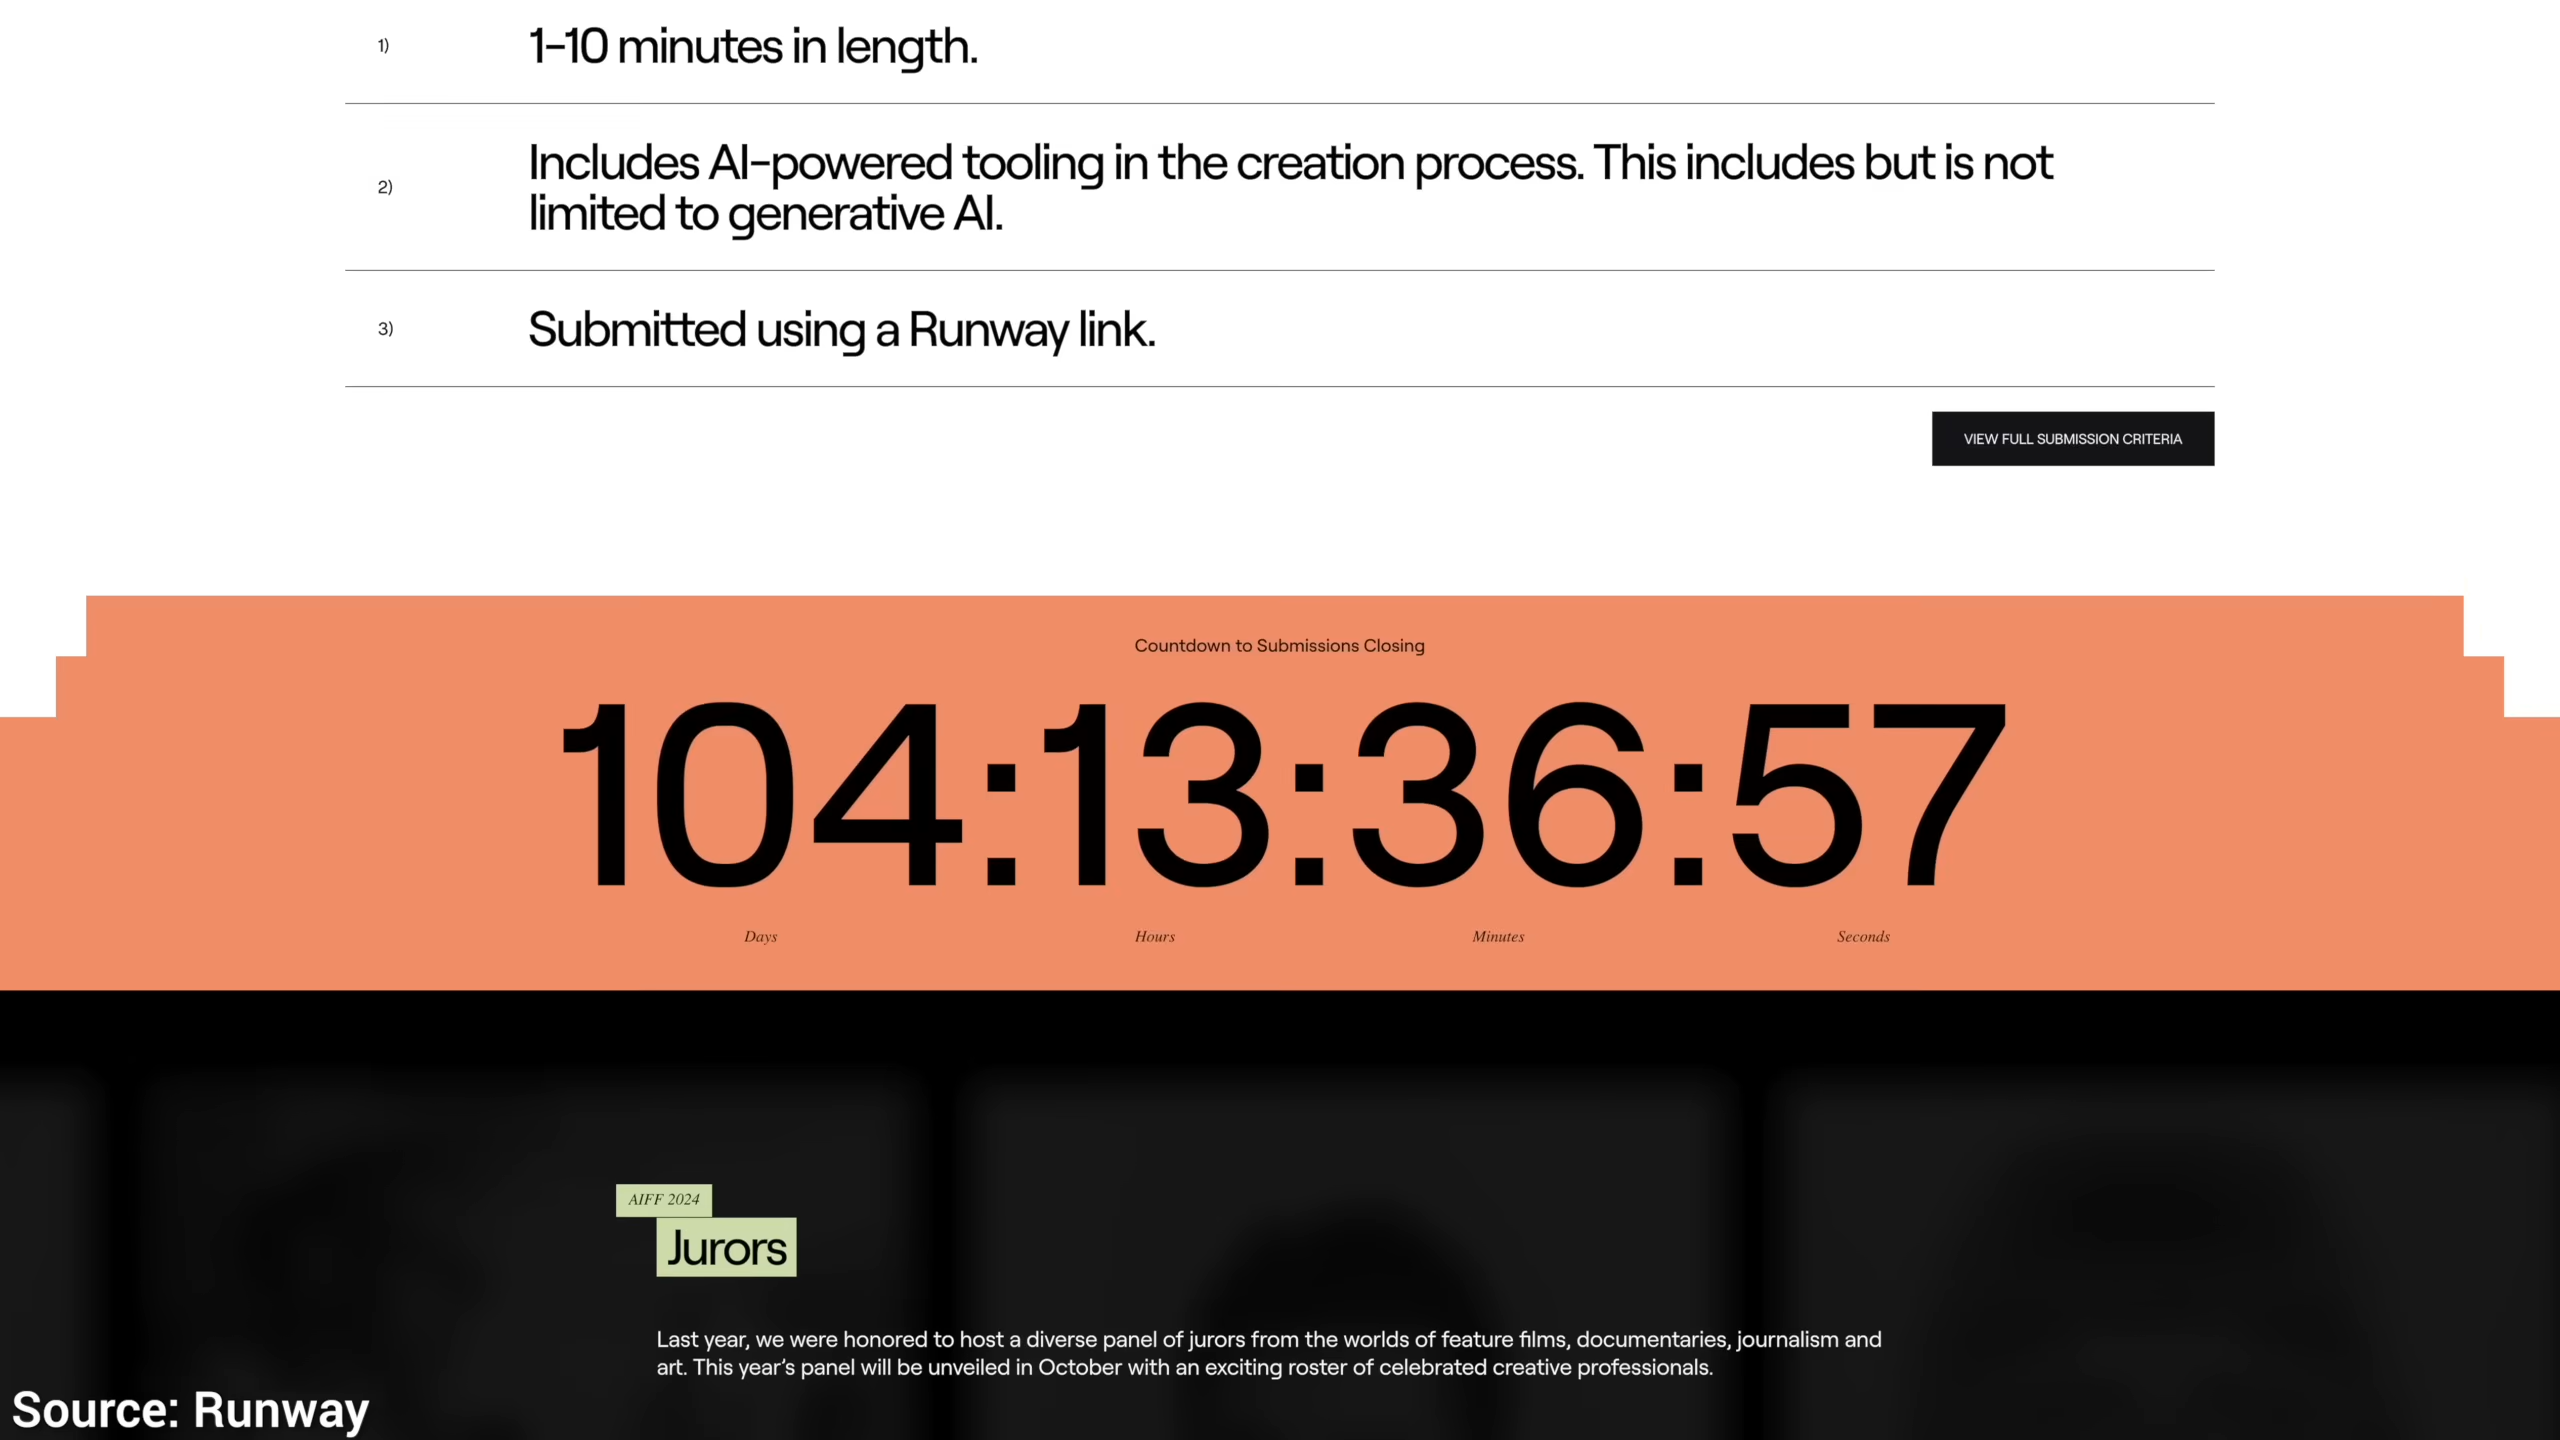 1)
1-10 minutes in length.
2)
Includes AI-powered tooling in the creation process. This includes but is not
limited to generative AI.
3)
Submitted using a Runway link.
VIEW FULL SUBMISSION CRITERIA
Countdown to Submissions Closing
104:13:36:57
Days Hours Minutes Seconds
AIFF 2024
Jurors
Last year, we were honored to host a diverse panel of jurors from the worlds of feature films, documentaries, journalism and
art. This year's panel will be unveiled in October with an exciting roster of celebrated creative professionals.
Source: Runway